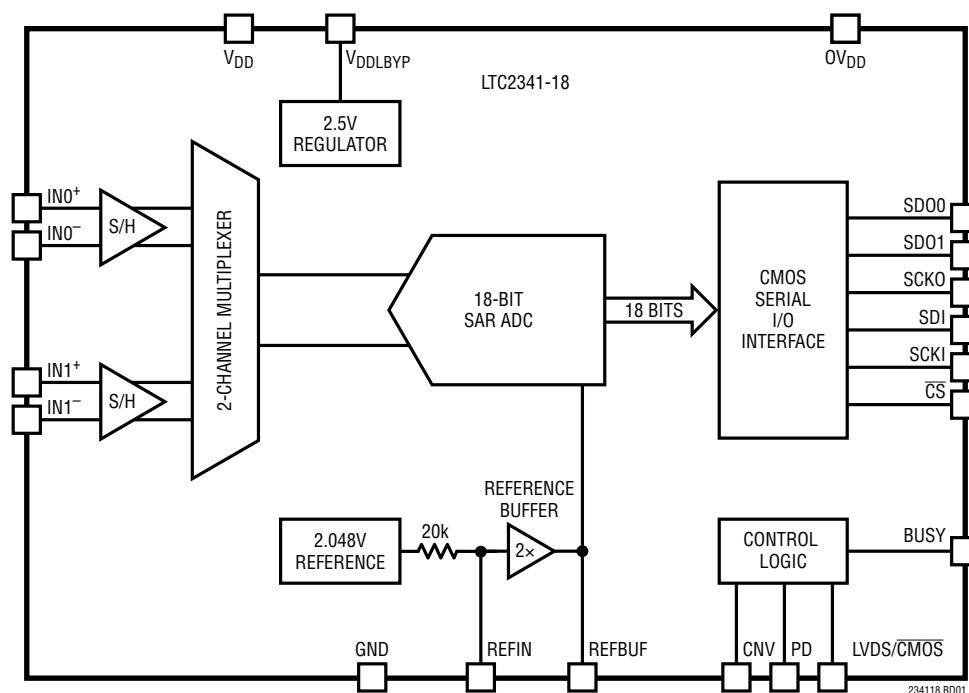 VDD
VDDLBYP
OVDD
LTC2341-18
2.5V
REGULATOR
IN0+
S/H
IN0−
IN1+
S/H
IN1−
2-CHANNEL MULTIPLEXER
18-BIT
SAR ADC
18 BITS
CMOS
SERIAL
I/O
INTERFACE
SDO0
SDO1
SCKO
SDI
SCKI
C̅S̅
2.048V
REFERENCE
20k
REFERENCE
BUFFER
2×
CONTROL
LOGIC
BUSY
GND
REFIN
REFBUF
CNV
PD
LVDS/C̅M̅O̅S̅
234118 BD01